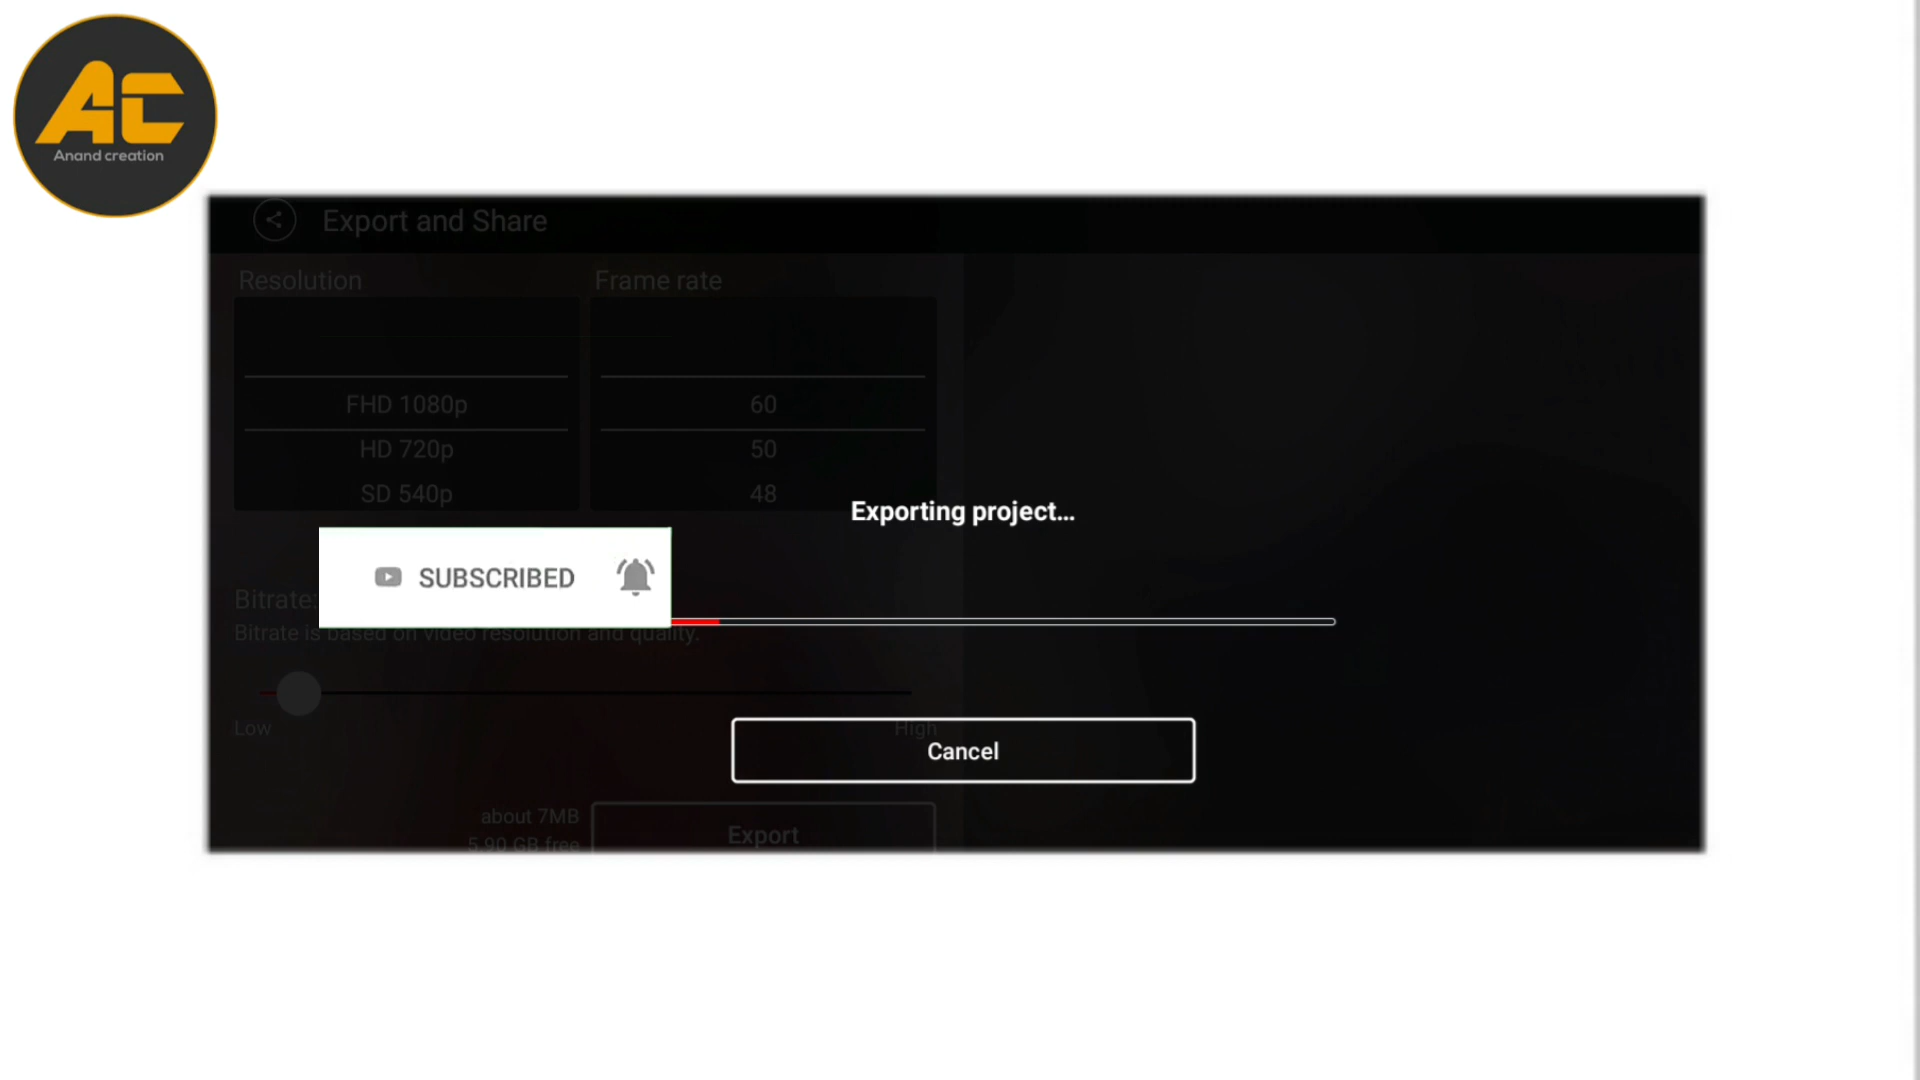 AC
Anand creation
Export and Share
Resolution
Frame rate
FHD 1080p
60
HD 720p
50
SD 540p
48
Exporting project...
SUBSCRIBED
Bitrate:
Bitrate is based on video resolution and quality.
Low
High
Cancel
about 7MB
5.90 GB free
Export